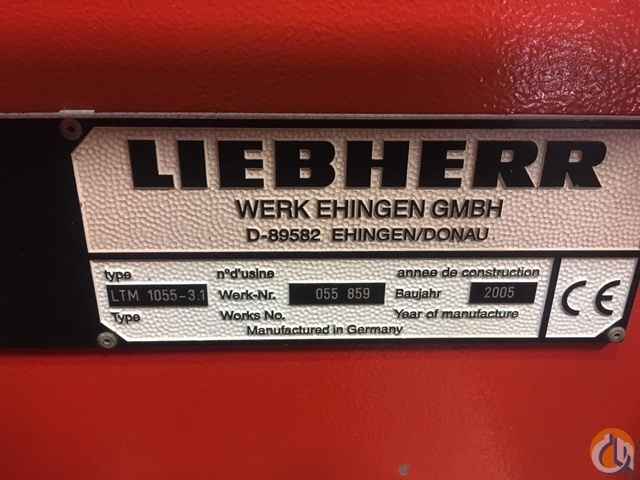 LIEBHERR
WERK EHINGEN GMBH
D-89582 EHINGEN/DONAU
type n°d'usine annee de construction
LTM 1055-3.1 Werk-Nr. 055 859 Baujahr 2005 CE
Type Works No. Year of manufacture
Manufactured in Germany